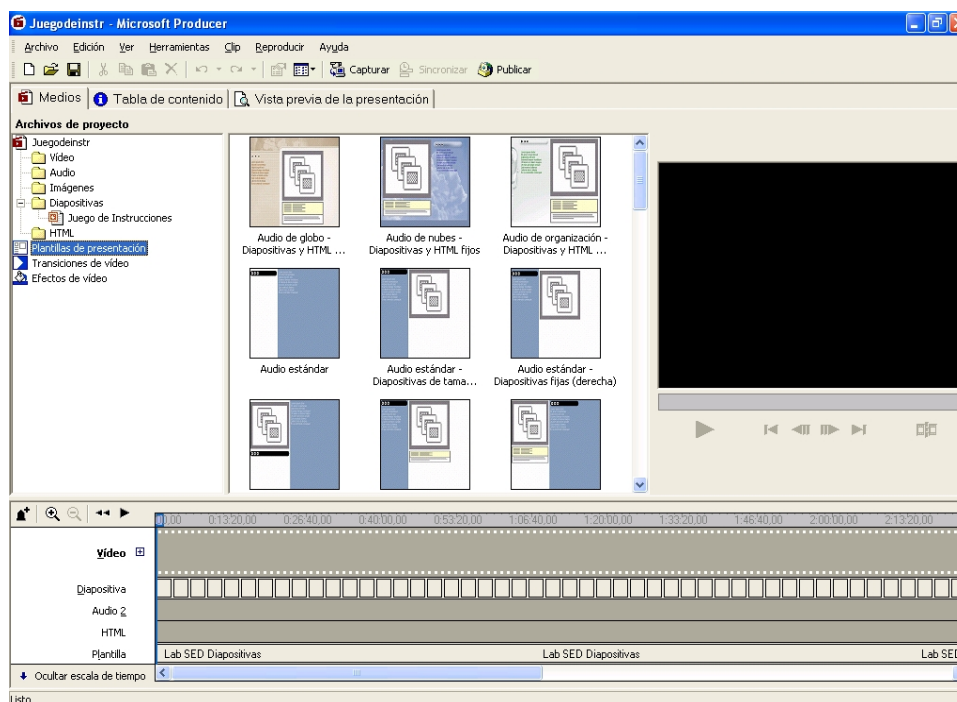 Juegodeinstr - Microsoft Producer
Archivo Edición Ver Herramientas Clip Reproducir Ayuda
Capturar Sincronizar Publicar
Medios Tabla de contenido Vista previa de la presentación
Archivos de proyecto
Juegodeinstr
Vídeo
Audio
Imágenes
Diapositivas
Juego de Instrucciones
HTML
Plantillas de presentación
Transiciones de vídeo
Efectos de vídeo
Audio de globo -
Diapositivas y HTML ...
Audio de nubes -
Diapositivas y HTML fijos
Audio de organización -
Diapositivas y HTML ...
Audio estándar
Audio estándar -
Diapositivas de tama...
Audio estándar -
Diapositivas fijas (derecha)
0:13:20,00 0:26:40,00 0:40:00,00 0:53:20,00 1:06:40,00 1:20:00,00 1:33:20,00 1:46:40,00 2:00:00,00 2:13:20,00
Vídeo
Diapositiva
Audio 2
HTML
Plantilla Lab SED Diapositivas Lab SED Diapositivas Lab SED
Ocultar escala de tiempo
Listo